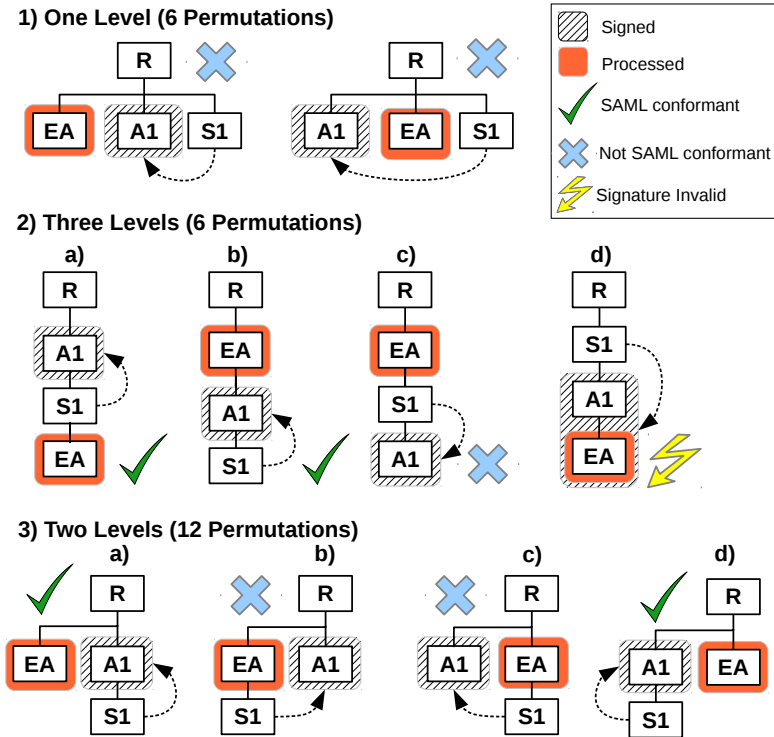 1) One Level (6 Permutations)
R
EA A1 S1
R
A1 EA S1
Signed
Processed
SAML conformant
Not SAML conformant
Signature Invalid
2) Three Levels (6 Permutations)
a) b) c) d)
R
A1
S1
EA
R
EA
A1
S1
R
EA
S1
A1
R
S1
A1
EA
3) Two Levels (12 Permutations)
a) b) c) d)
R
EA A1
S1
R
EA A1
S1
R
A1 EA
S1
R
A1 EA
S1